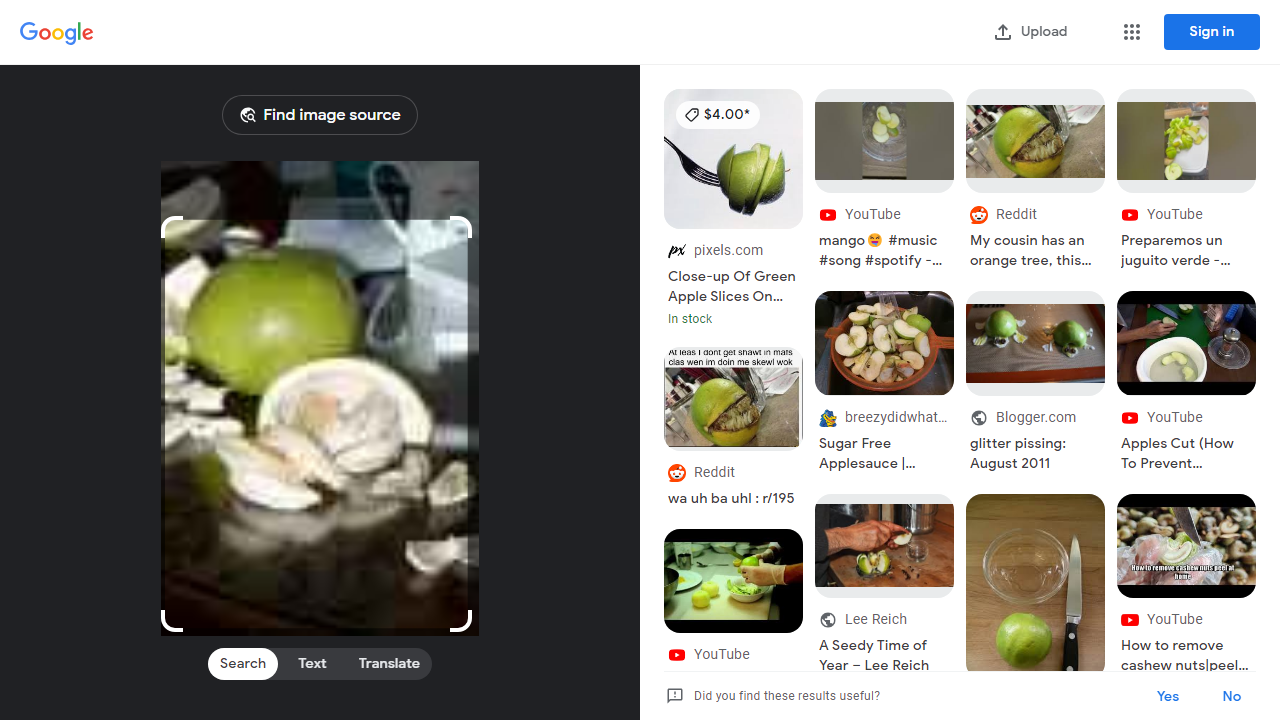 Google
Upload
Sign in
Find image source
Search
Text
Translate
$4.00*
pixels.com
Close-up Of Green
Apple Slices On...
In stock
At leas I dont get shawt in mats
clas wen im doin me skewl wok
Reddit
wa uh ba uhl : r/195
YouTube
YouTube
mango😝 #music
#song #spotify -...
breezydidwhat...
Sugar Free
Applesauce |...
Lee Reich
A Seedy Time of
Year – Lee Reich
Reddit
My cousin has an
orange tree, this...
Blogger.com
glitter pissing:
August 2011
YouTube
Preparemos un
juguito verde -...
YouTube
Apples Cut (How
To Prevent...
How to remove cashew nuts peel at
home
YouTube
How to remove
cashew nuts|peel...
Did you find these results useful?
Yes
No